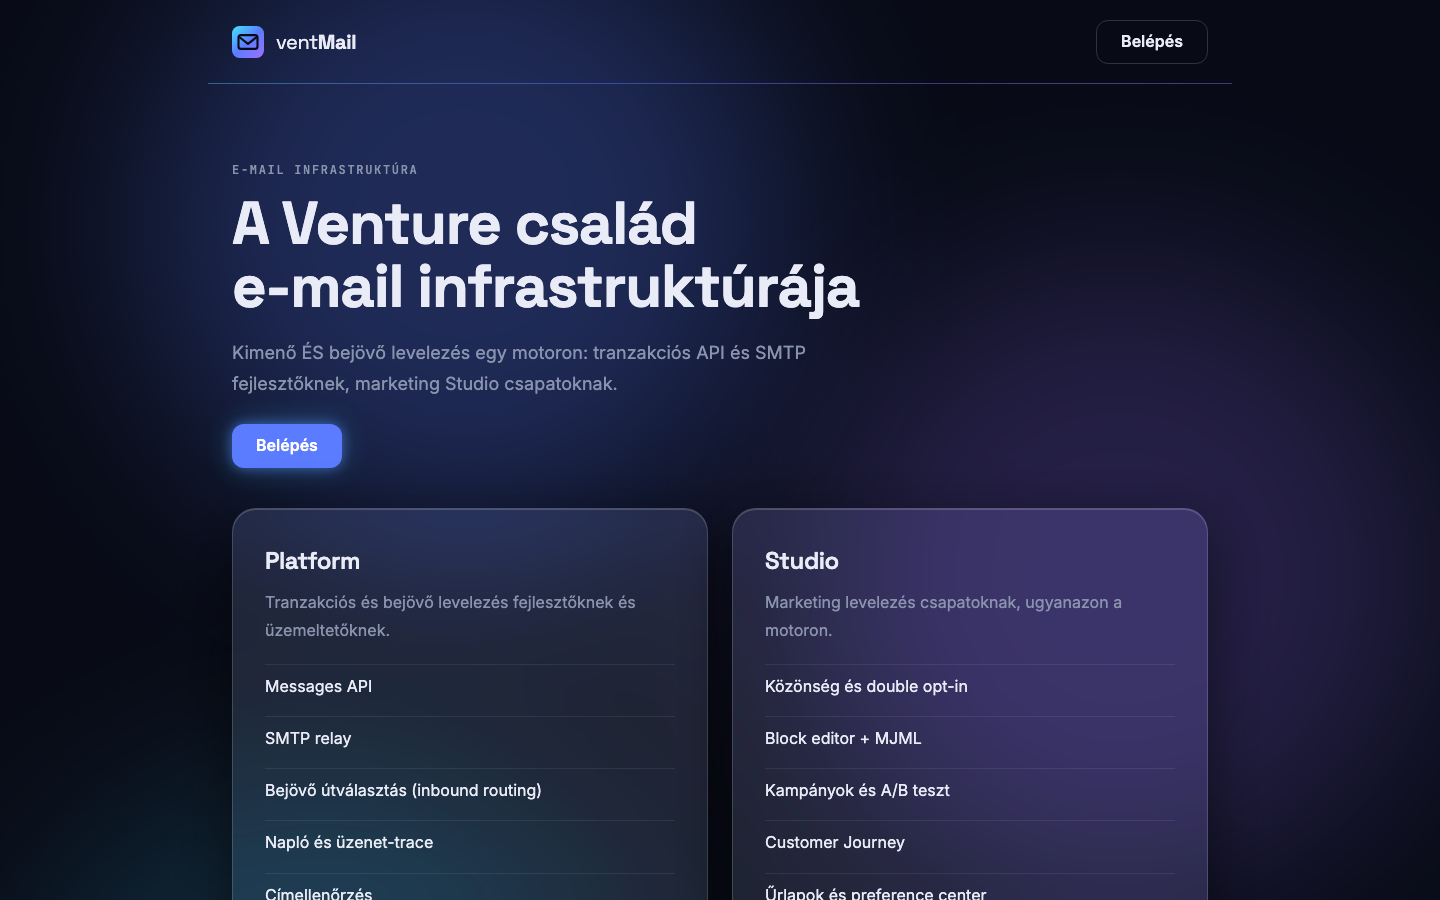 ventMail
Belépés
E-MAIL INFRASTRUKTÚRA
A Venture család
e-mail infrastruktúrája
Kimenő ÉS bejövő levelezés egy motoron: tranzakciós API és SMTP
fejlesztőknek, marketing Studio csapatoknak.
Belépés
Platform
Tranzakciós és bejövő levelezés fejlesztőknek és
üzemeltetőknek.
Messages API
SMTP relay
Bejövő útválasztás (inbound routing)
Napló és üzenet-trace
Címellenőrzés
Studio
Marketing levelezés csapatoknak, ugyanazon a
motoron.
Közönség és double opt-in
Block editor + MJML
Kampányok és A/B teszt
Customer Journey
Űrlapok és preference center